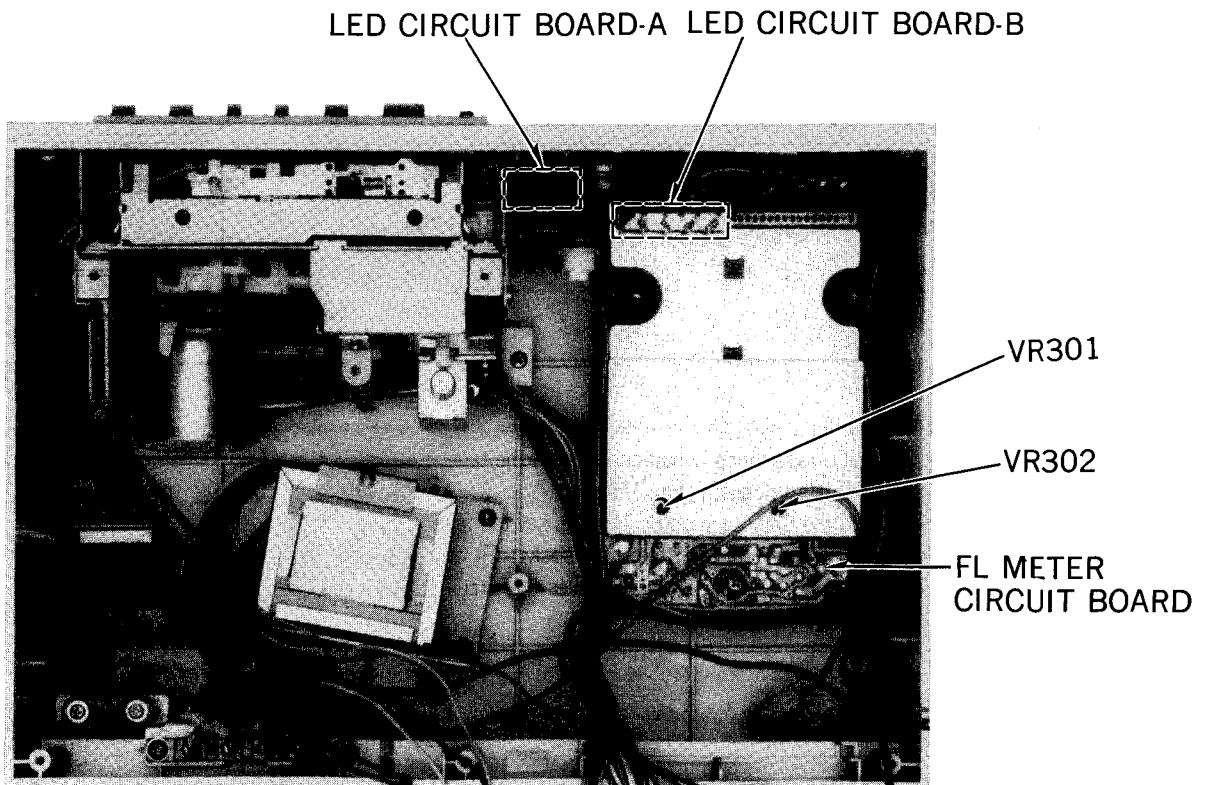 LED CIRCUIT BOARD-A LED CIRCUIT BOARD-B
VR301
VR302
FL METER
CIRCUIT BOARD